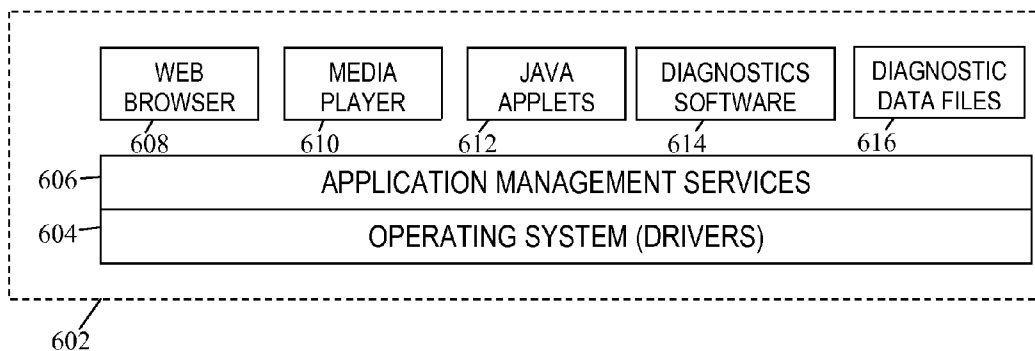 WEB
BROWSER
MEDIA
PLAYER
JAVA
APPLETS
DIAGNOSTICS
SOFTWARE
DIAGNOSTIC
DATA FILES
608
610
612
614
616
606
APPLICATION MANAGEMENT SERVICES
604
OPERATING SYSTEM (DRIVERS)
602